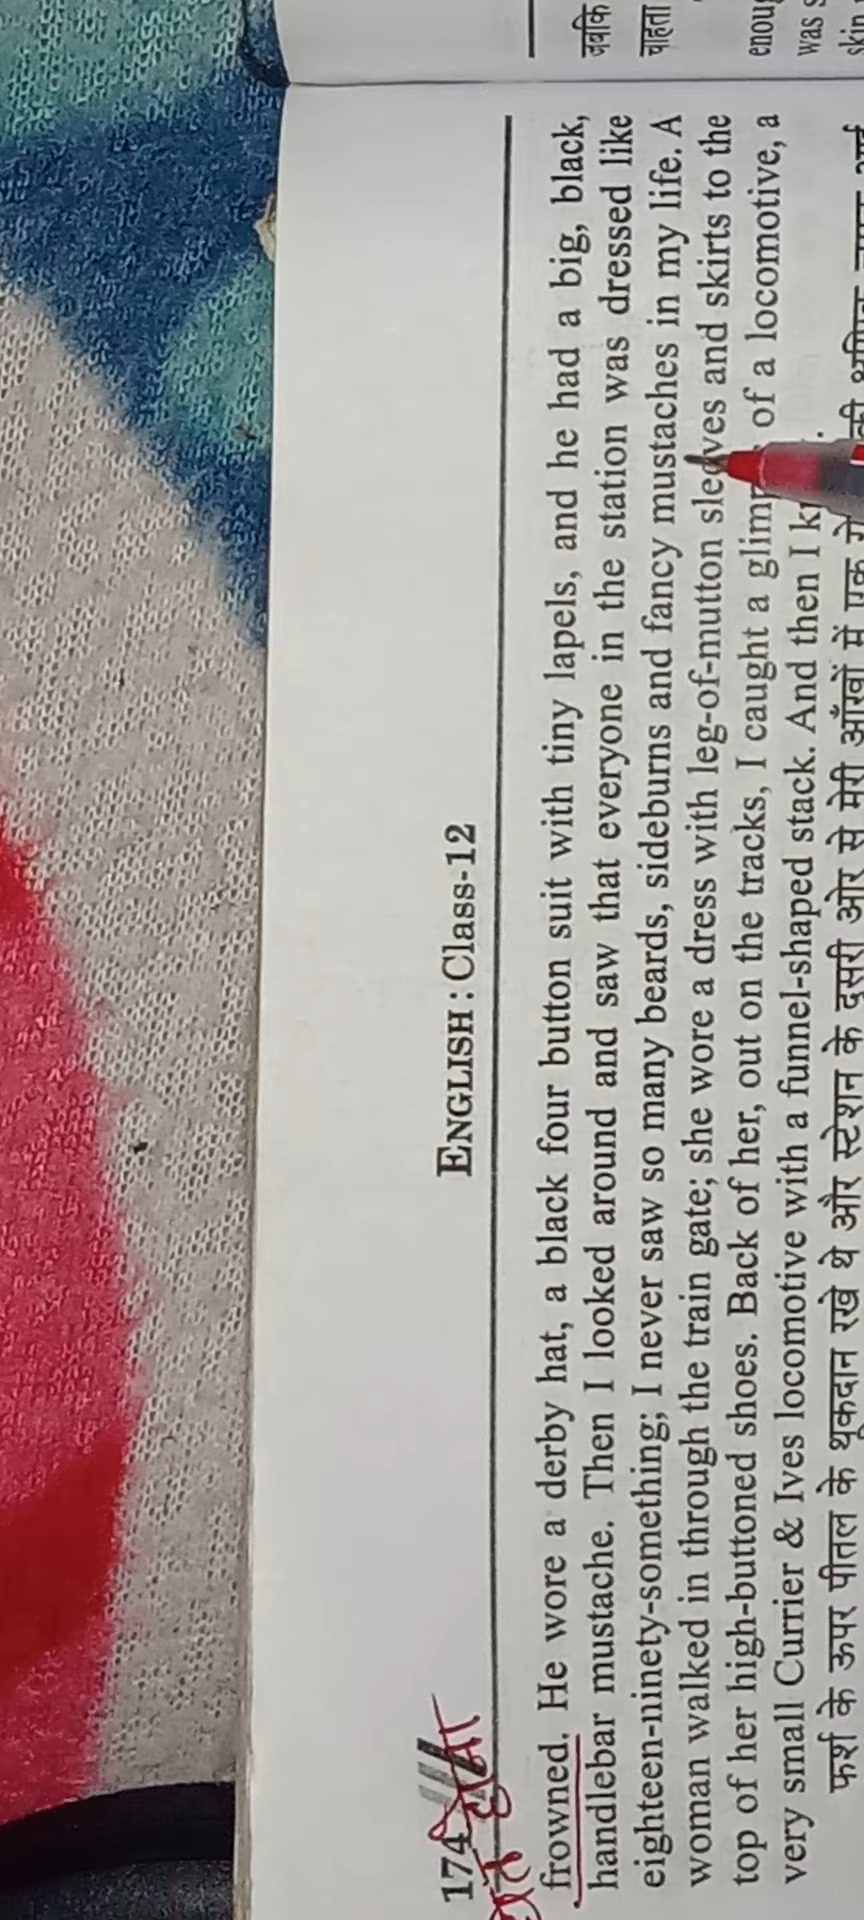 174 ENGLISH : Class-12
frowned. He wore a derby hat, a black four button suit with tiny lapels, and he had a big, black,
handlebar mustache. Then I looked around and saw that everyone in the station was dressed like
eighteen-ninety-something; I never saw so many beards, sideburns and fancy mustaches in my life. A
woman walked in through the train gate; she wore a dress with leg-of-mutton sleeves and skirts to the
top of her high-buttoned shoes. Back of her, out on the tracks, I caught a of a locomotive, a
very small Currier & Ives locomotive with a funnel-shaped stack. And then I
फर्श के ऊपर पीतल के थूकदान रखे थे और स्टेशन के दूसरी ओर से मेरी आँखों में एक
जबकि
चाहता
was
skin